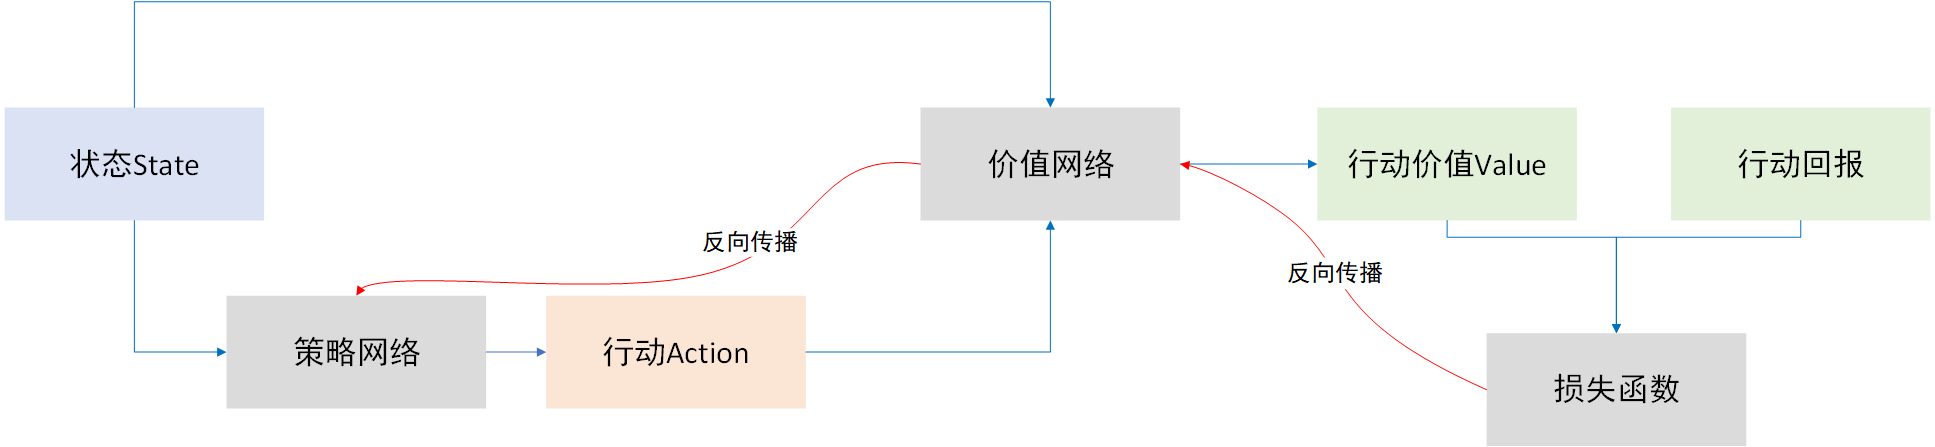 状态State
价值网络
行动价值Value
行动回报
反向传播
反向传播
策略网络
行动Action
损失函数